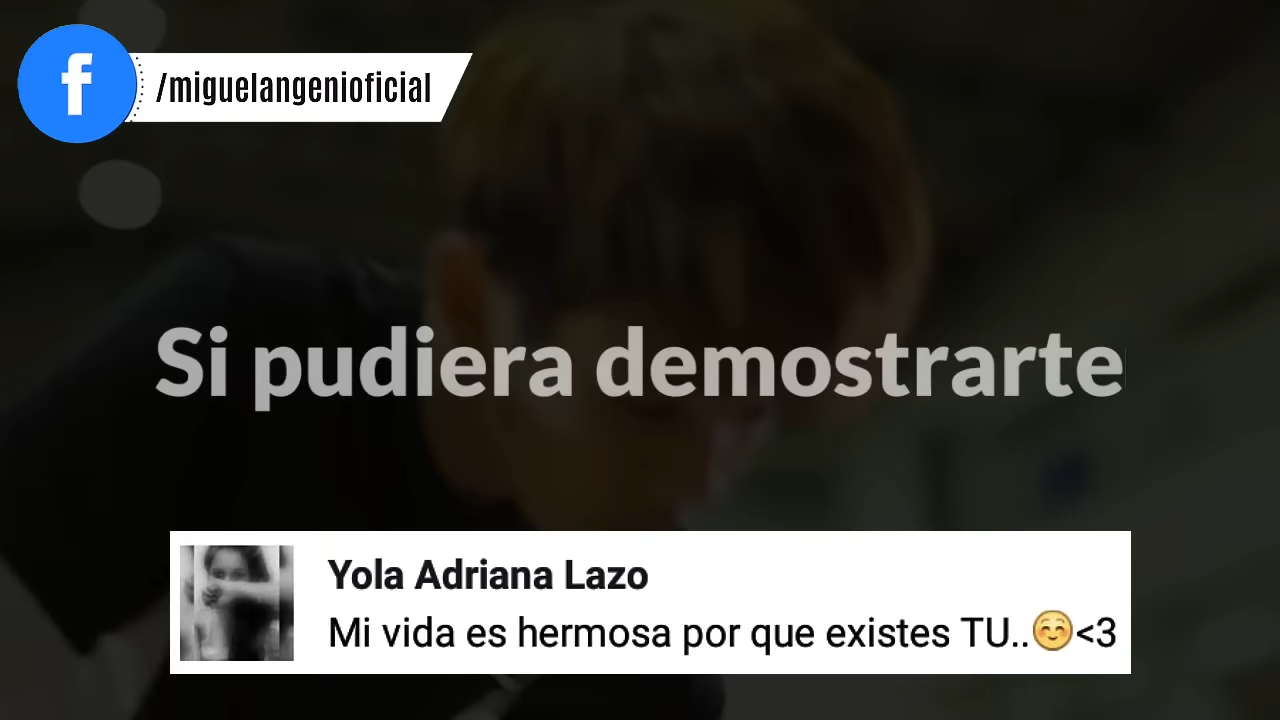 f
/miguelangenioficial
Si pudiera demostrarte
Yola Adriana Lazo
Mi vida es hermosa por que existes TU..😊<3